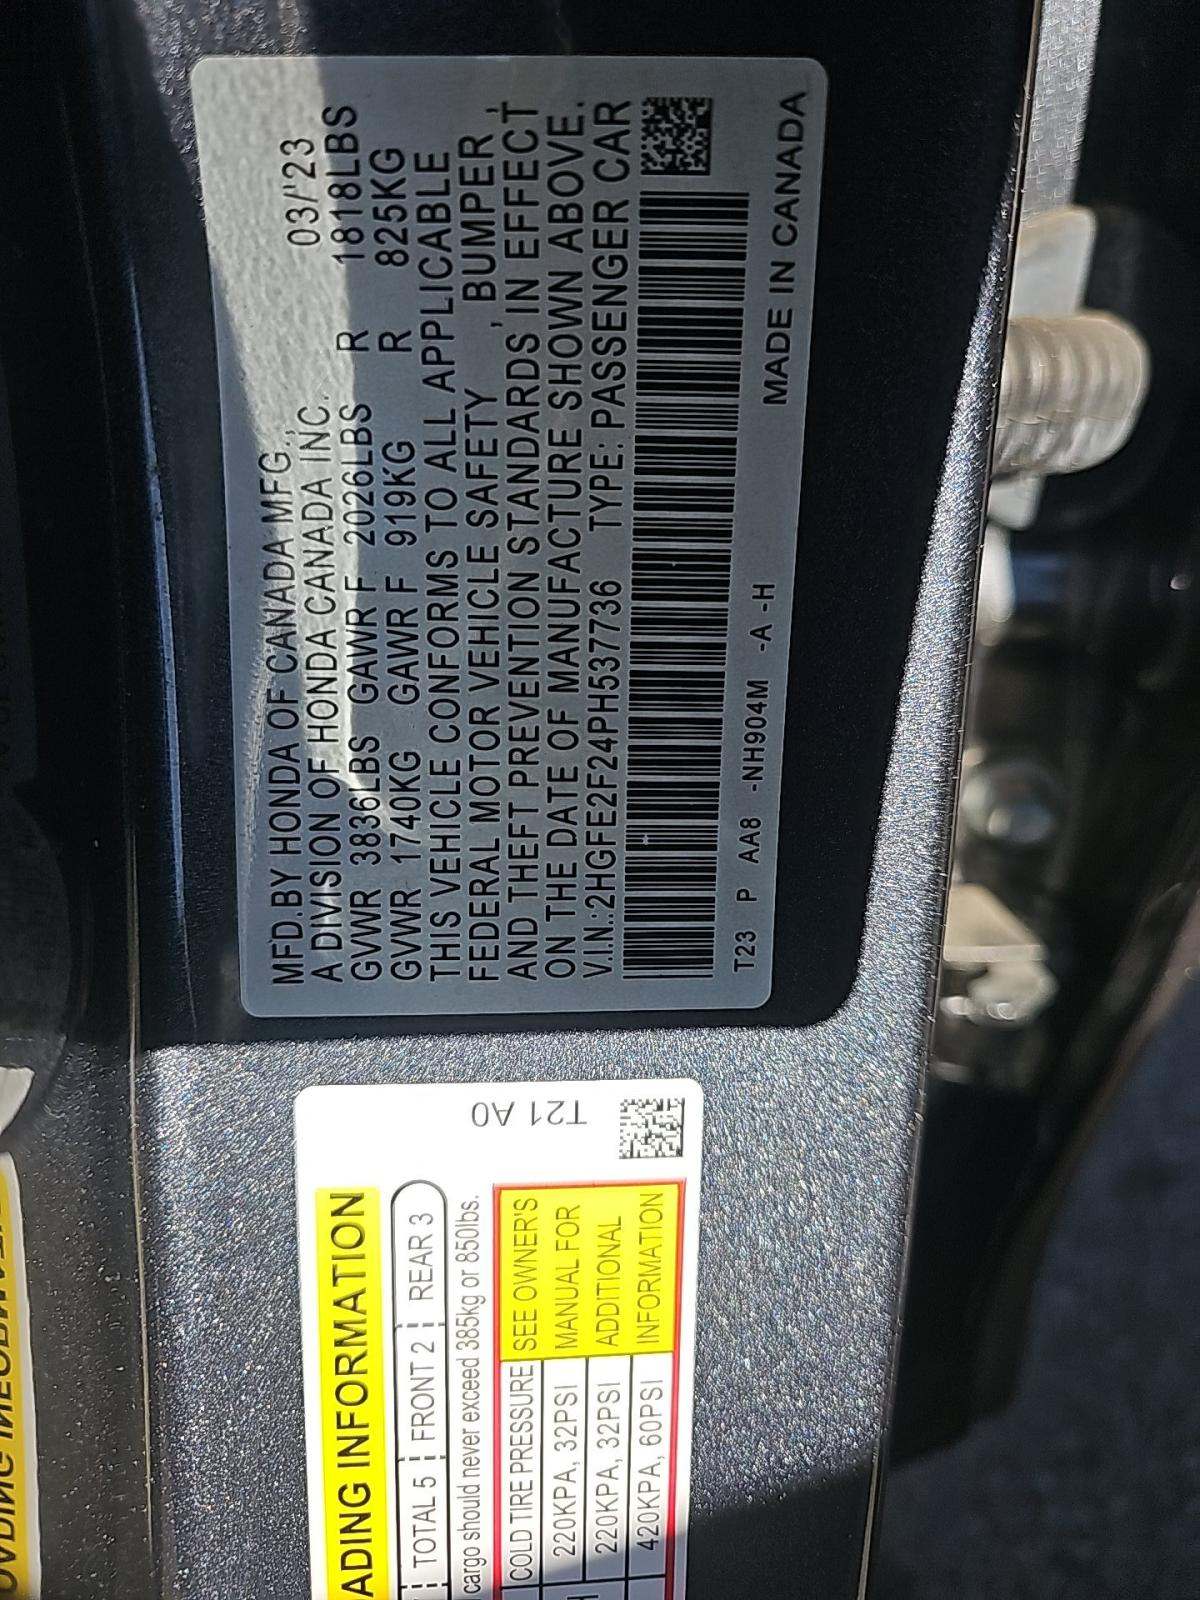 MFD.BY HONDA OF CANADA MFG.,
A DIVISION OF HONDA CANADA INC. 03/'23
GVWR 3836LBS GAWR F 2026LBS R 1818LBS
GVWR 1740KG GAWR F 919KG R 825KG
THIS VEHICLE CONFORMS TO ALL APPLICABLE
FEDERAL MOTOR VEHICLE SAFETY , BUMPER ,
AND THEFT PREVENTION STANDARDS IN EFFECT
ON THE DATE OF MANUFACTURE SHOWN ABOVE.
V.I.N.:2HGFE2F24PH537736 TYPE: PASSENGER CAR
T23 P AA8 -NH904M -A -H MADE IN CANADA
T21 A0
ADING INFORMATION
TOTAL 5 FRONT 2 REAR 3
cargo should never exceed 385kg or 850lbs.
COLD TIRE PRESSURE SEE OWNER'S
220KPA, 32PSI MANUAL FOR
220KPA, 32PSI ADDITIONAL
420KPA, 60PSI INFORMATION